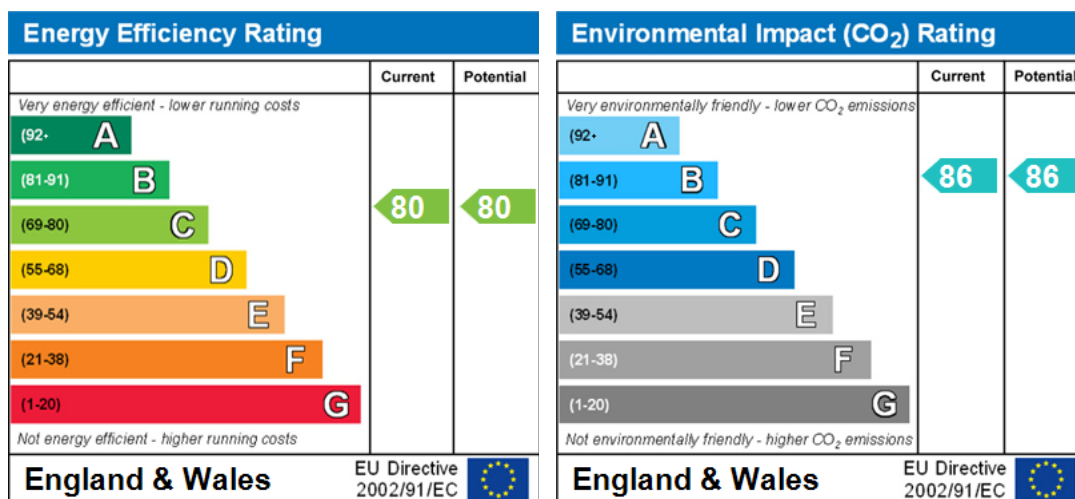 Energy Efficiency Rating
Current Potential
Very energy efficient - lower running costs
(92+ A
(81-91) B
(69-80) C
80 80
(55-68) D
(39-54) E
(21-38) F
(1-20) G
Not energy efficient - higher running costs
England & Wales
EU Directive
2002/91/EC
Environmental Impact (CO₂) Rating
Current Potential
Very environmentally friendly - lower CO₂ emissions
(92+ A
(81-91) B
86 86
(69-80) C
(55-68) D
(39-54) E
(21-38) F
(1-20) G
Not environmentally friendly - higher CO₂ emissions
England & Wales
EU Directive
2002/91/EC